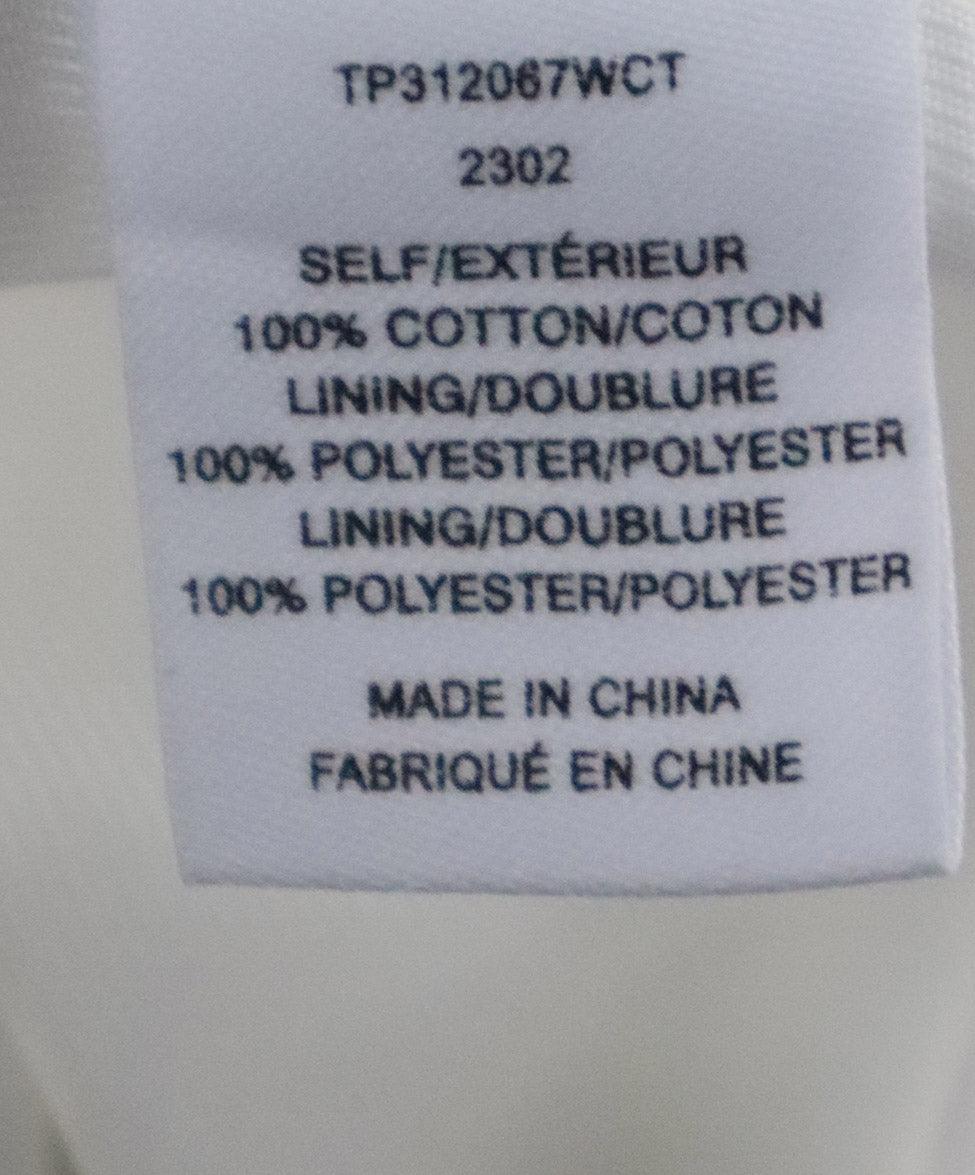 TP312067WCT
2302
SELF/EXTÉRIEUR
100% COTTON/COTON
LINING/DOUBLURE
100% POLYESTER/POLYESTER
LINING/DOUBLURE
100% POLYESTER/POLYESTER
MADE IN CHINA
FABRIQUÉ EN CHINE